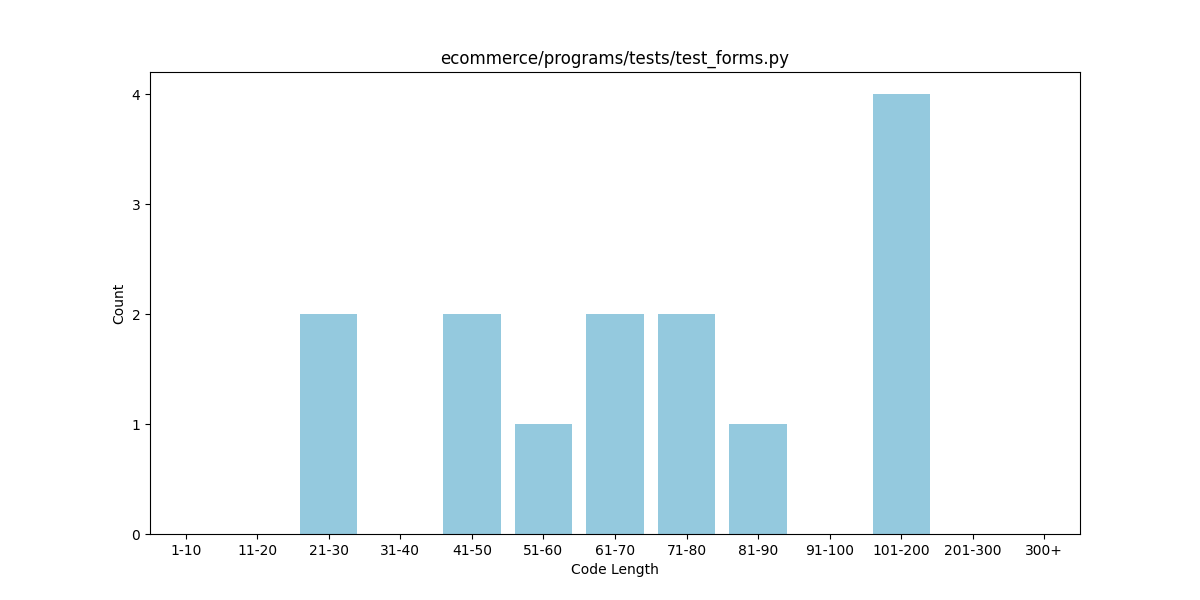 ecommerce/programs/tests/test_forms.py
4
3
2
1
0
Count
1-10 11-20 21-30 31-40 41-50 51-60 61-70 71-80 81-90 91-100 101-200 201-300 300+
Code Length